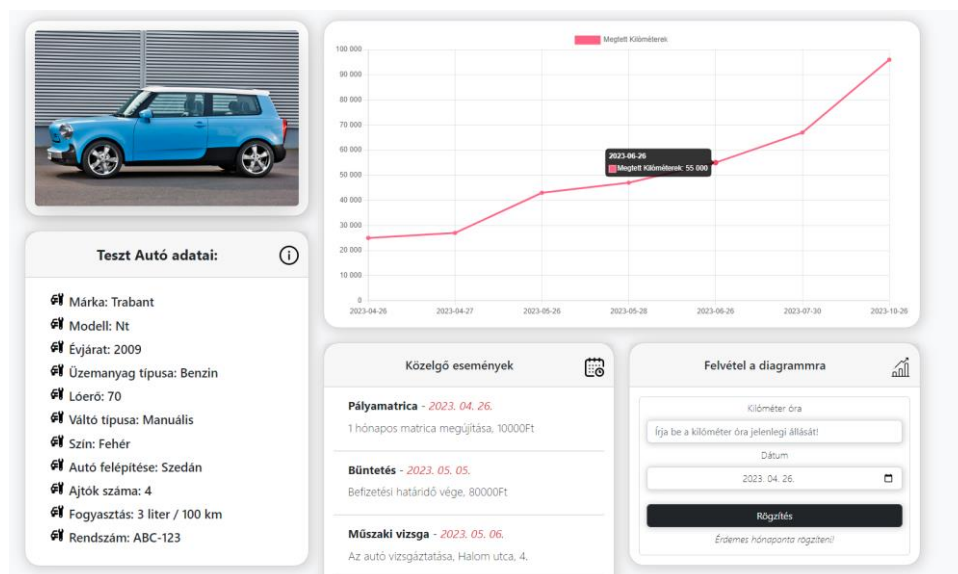 Megtett Kilóméterek
100 000
90 000
80 000
70 000
60 000
50 000
40 000
30 000
20 000
10 000
0
2023-06-26
Megtett Kilóméterek: 55 000
2023-04-26
2023-04-27
2023-05-26
2023-05-28
2023-06-26
2023-07-30
2023-10-26
Teszt Autó adatai:
Márka: Trabant
Modell: Nt
Évjárat: 2009
Üzemanyag típusa: Benzin
Lóerő: 70
Váltó típusa: Manuális
Szín: Fehér
Autó felépítése: Szedán
Ajtók száma: 4
Fogyasztás: 3 liter / 100 km
Rendszám: ABC-123
Közelgő események
Pályamatrica - 2023. 04. 26.
1 hónapos matrica megújítása, 10000Ft
Büntetés - 2023. 05. 05.
Befizetési határidő vége, 80000Ft
Műszaki vizsga - 2023. 05. 06.
Az autó vizsgáztatása, Halom utca, 4.
Felvétel a diagrammra
Kilóméter óra
Írja be a kilóméter óra jelenlegi állását!
Dátum
2023. 04. 26.
Rögzítés
Érdemes hónaponta rögzíteni!